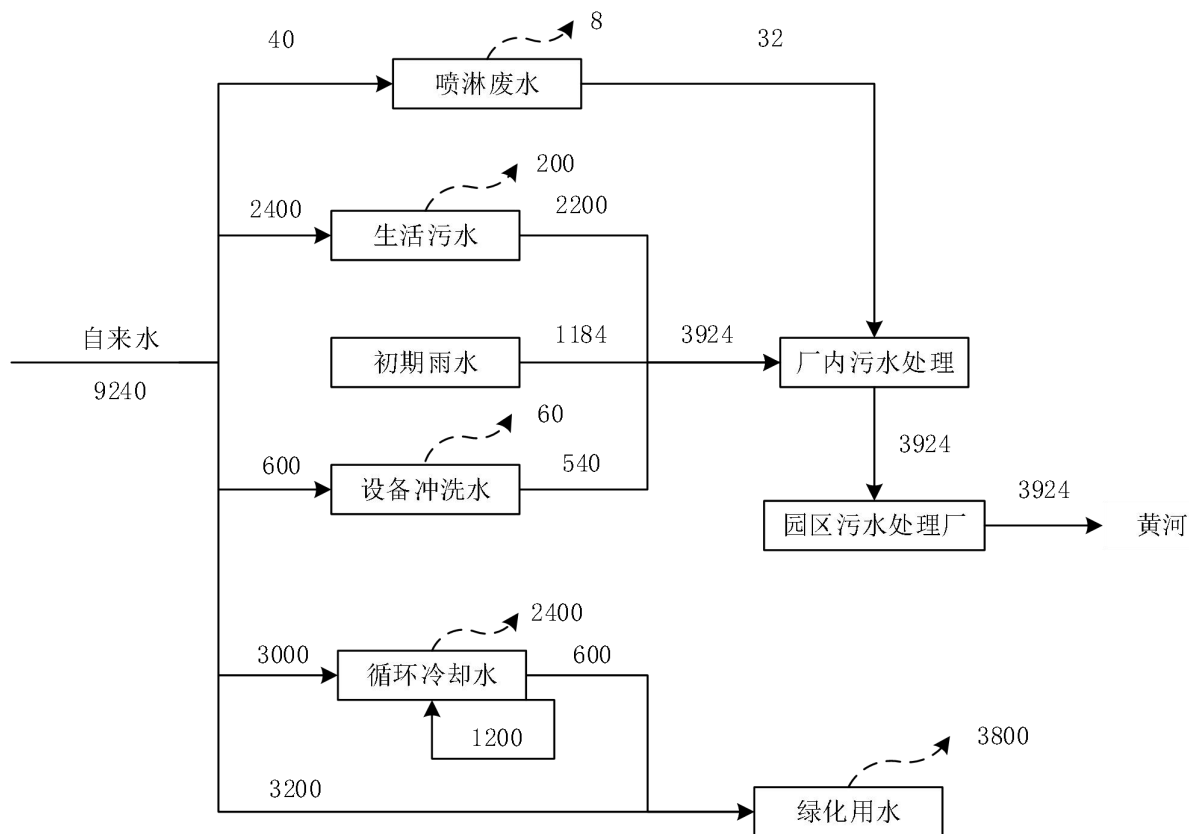 40
8
32
喷淋废水
200
2400
2200
生活污水
自来水
9240
1184
3924
初期雨水
厂内污水处理
60
600
540
设备冲洗水
3924
园区污水处理厂
3924
黄河
2400
3000
600
循环冷却水
1200
3800
3200
绿化用水